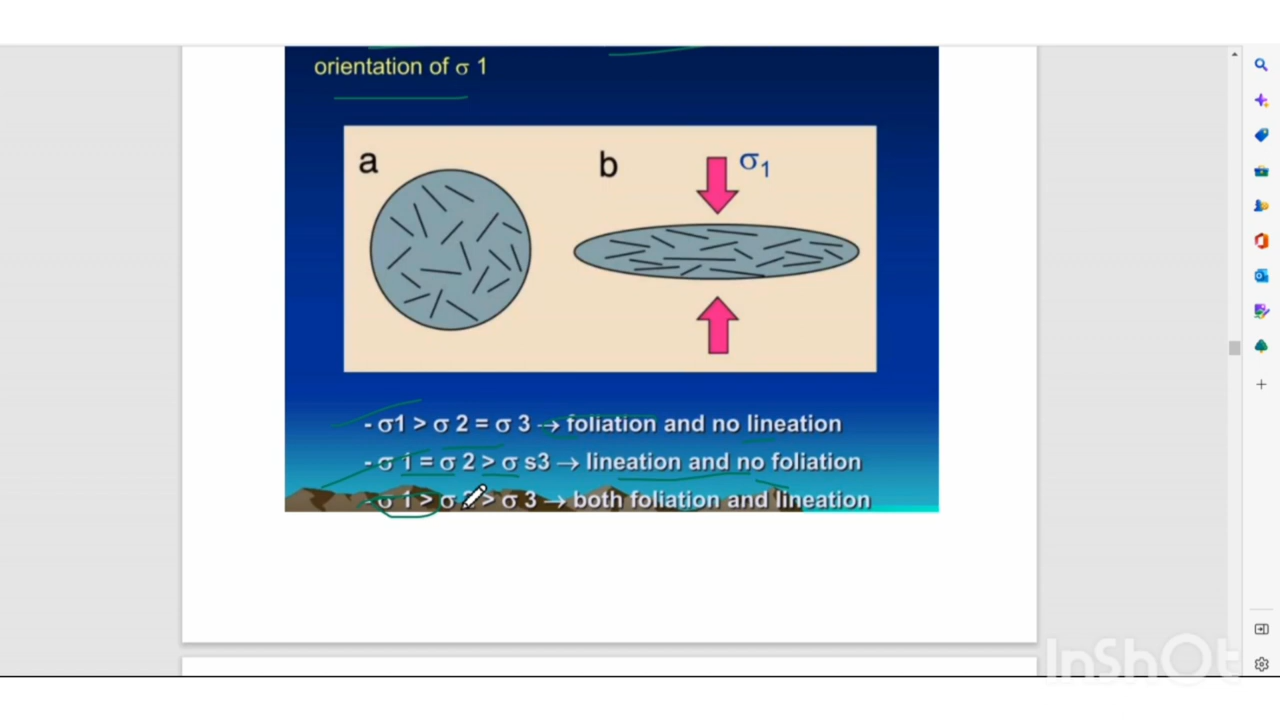 orientation of σ 1
a
b
σ1
- σ1 > σ 2 = σ 3 → foliation and no lineation
- σ 1 = σ 2 > σ s3 → lineation and no foliation
- σ 1 > σ > σ 3 → both foliation and lineation
InShOt